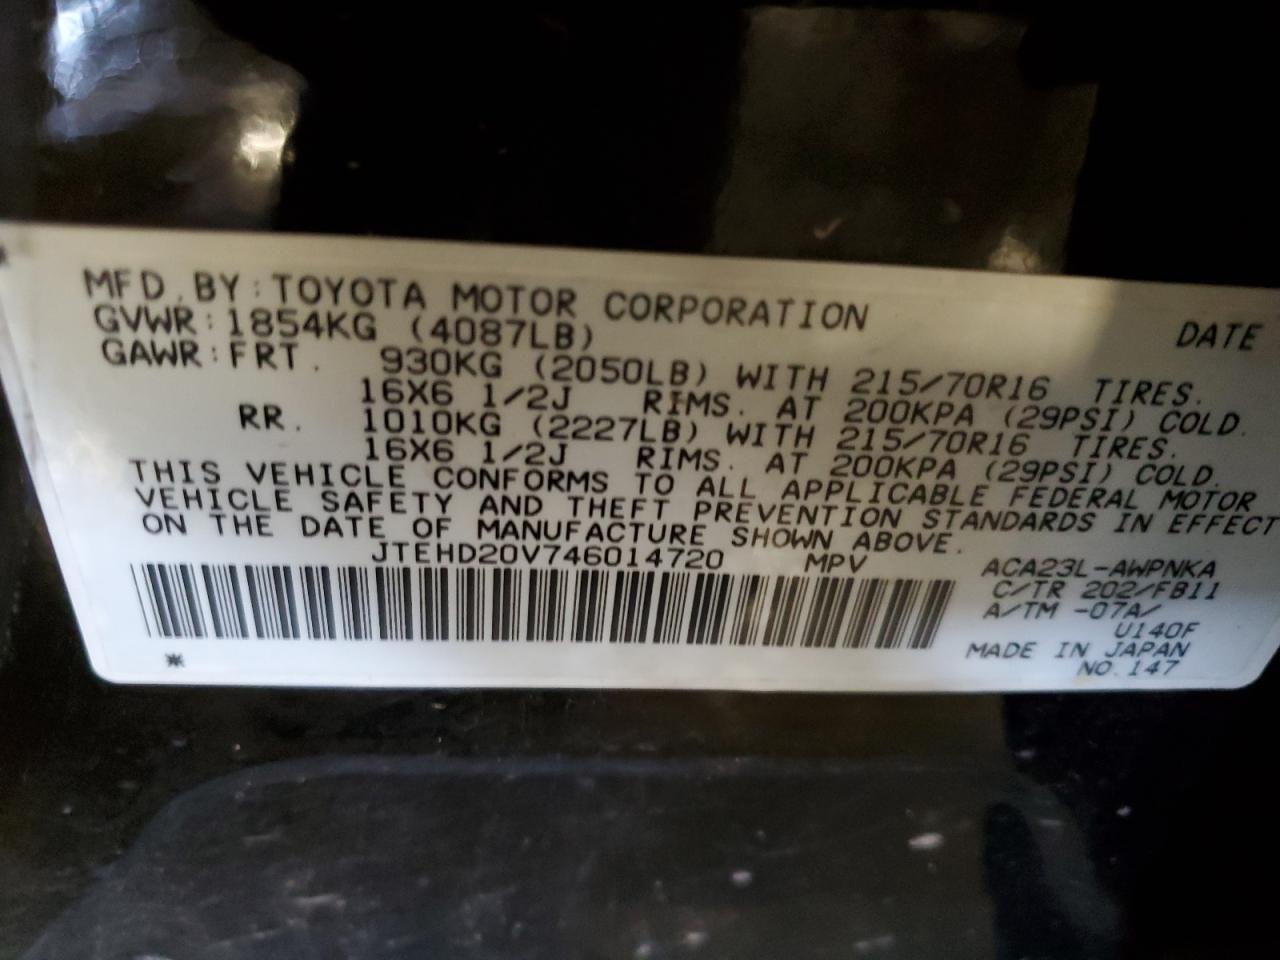 MFD. BY: TOYOTA MOTOR CORPORATION DATE
GVWR: 1854KG (4087LB)
GAWR: FRT. 930KG (2050LB) WITH 215/70R16 TIRES.
16X6 1/2J RIMS. AT 200KPA (29PSI) COLD.
RR. 1010KG (2227LB) WITH 215/70R16 TIRES.
16X6 1/2J RIMS. AT 200KPA (29PSI) COLD.
THIS VEHICLE CONFORMS TO ALL APPLICABLE FEDERAL MOTOR
VEHICLE SAFETY AND THEFT PREVENTION STANDARDS IN EFFECT
ON THE DATE OF MANUFACTURE SHOWN ABOVE.
JTEHD20V746014720 MPV
ACA23L-AWPNKA
C/TR 202/FB11
A/TM -07A/
U140F
MADE IN JAPAN
NO. 147